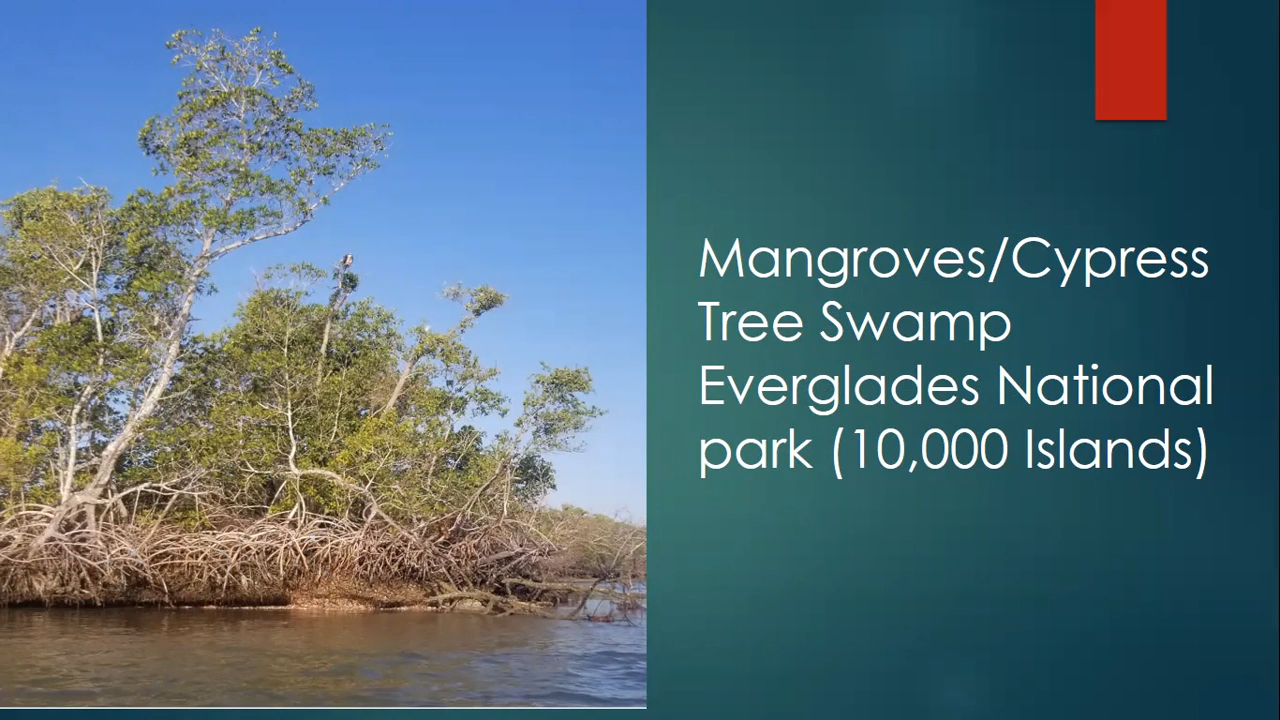 Mangroves/Cypress
Tree Swamp
Everglades National
park (10,000 Islands)